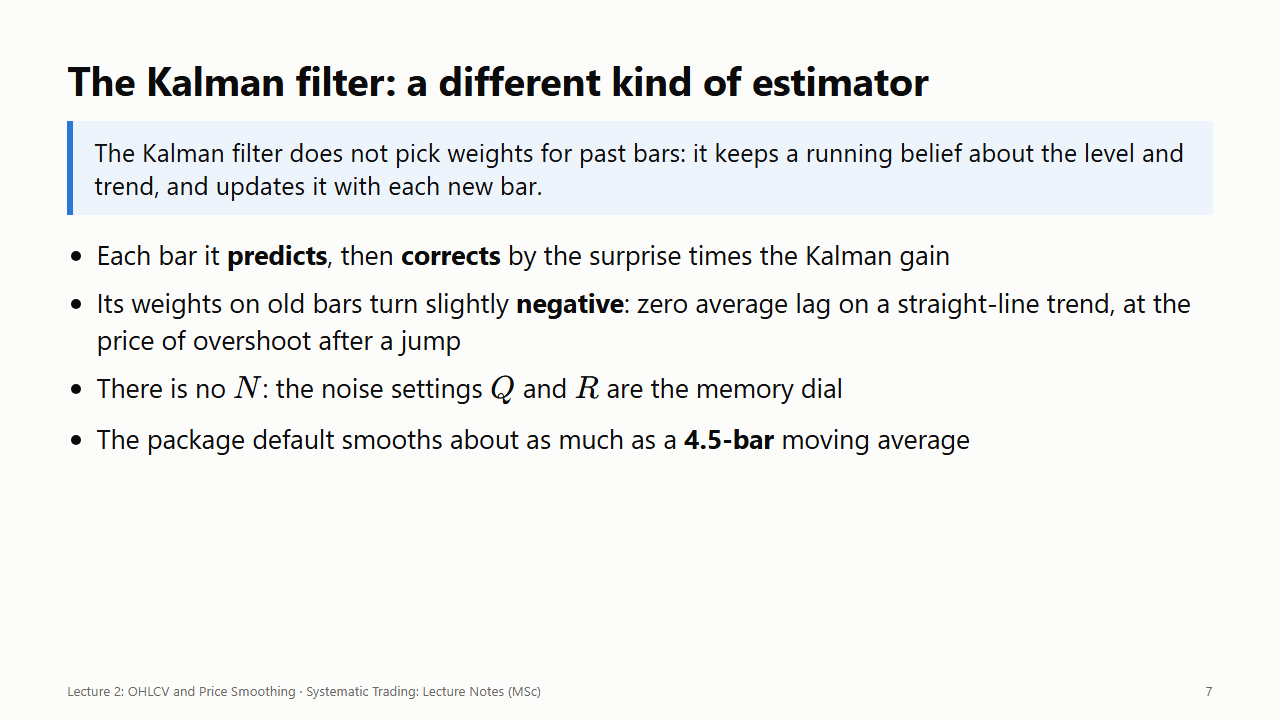 The Kalman filter: a different kind of estimator
The Kalman filter does not pick weights for past bars: it keeps a running belief about the level and
trend, and updates it with each new bar.
• Each bar it predicts, then corrects by the surprise times the Kalman gain
• Its weights on old bars turn slightly negative: zero average lag on a straight-line trend, at the
price of overshoot after a jump
• There is no N: the noise settings Q and R are the memory dial
• The package default smooths about as much as a 4.5-bar moving average
Lecture 2: OHLCV and Price Smoothing · Systematic Trading: Lecture Notes (MSc)
7